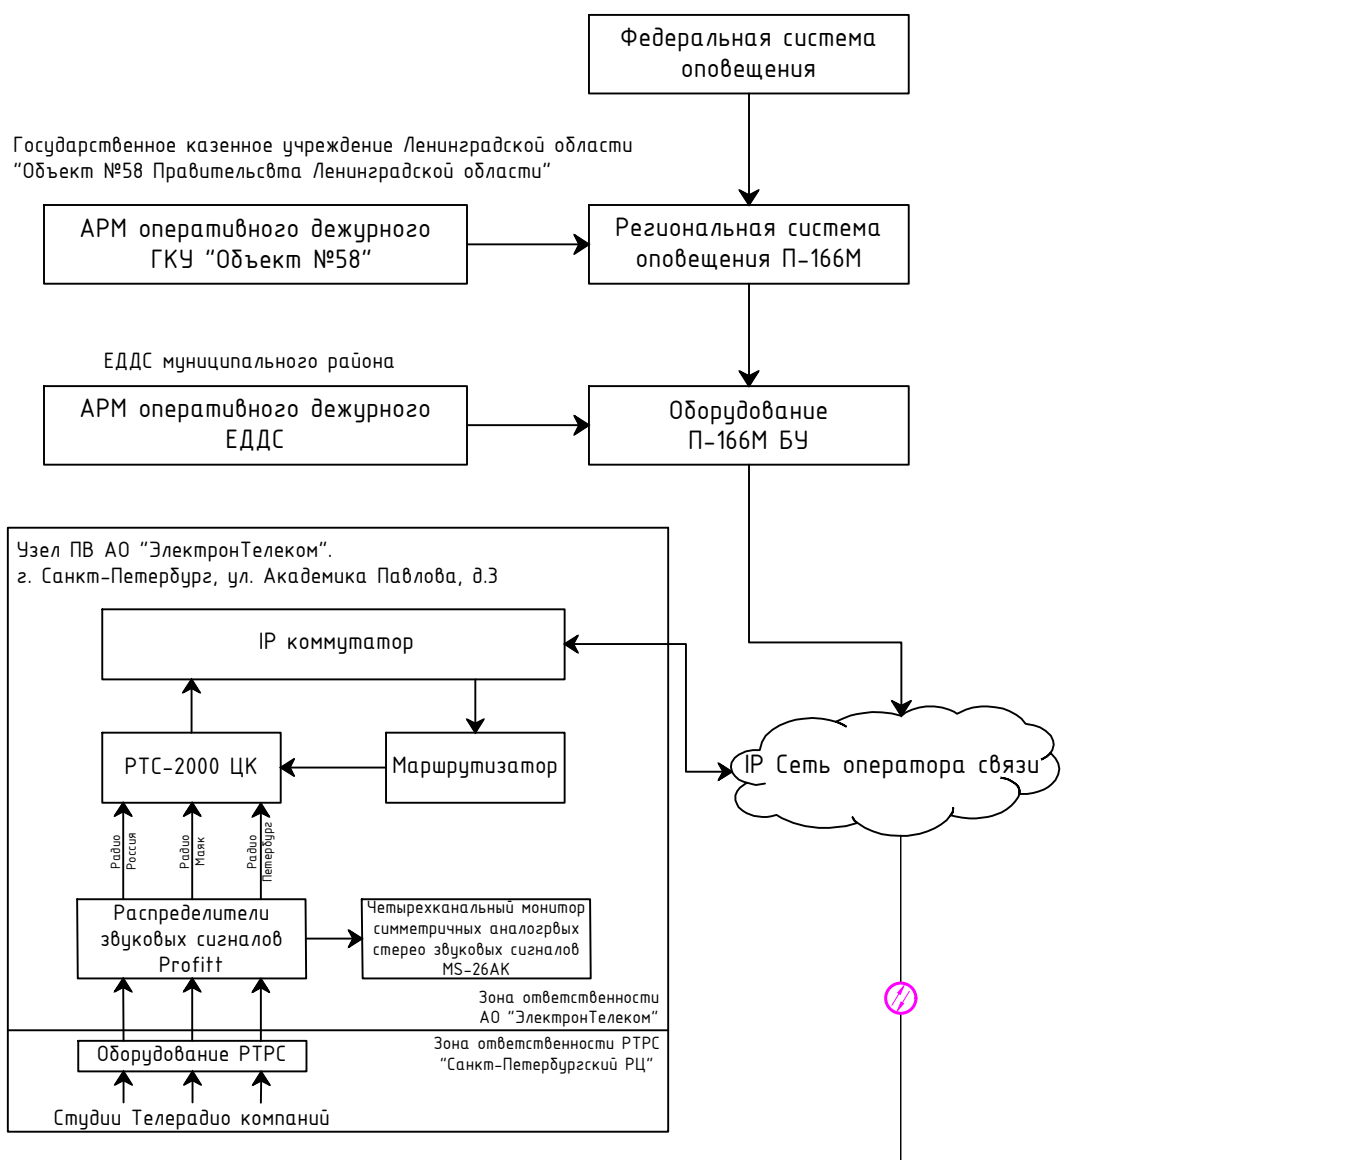 Федеральная система
оповещения
Государственное казенное учреждение Ленинградской области
"Объект №58 Правительсвта Ленинградской области"
АРМ оперативного дежурного
ГКУ "Объект №58"
Региональная система
оповещения П-166М
ЕДДС муниципального района
АРМ оперативного дежурного
ЕДДС
Оборудование
П-166М БУ
Узел ПВ АО "ЭлектронТелеком".
г. Санкт-Петербург, ул. Академика Павлова, д.3
IP коммутатор
РТС-2000 ЦК
Маршрутизатор
IP Сеть оператора связи
Радио
Россия
Радио
Маяк
Радио
Петербург
Распределители
звуковых сигналов
Profitt
Четырехканальный монитор
симметричных аналогрвых
стерео звуковых сигналов
MS-26АК
Зона ответственности
АО "ЭлектронТелеком"
Зона ответственности РТРС
"Санкт-Петербургский РЦ"
Оборудование РТРС
Студии Телерадио компаний